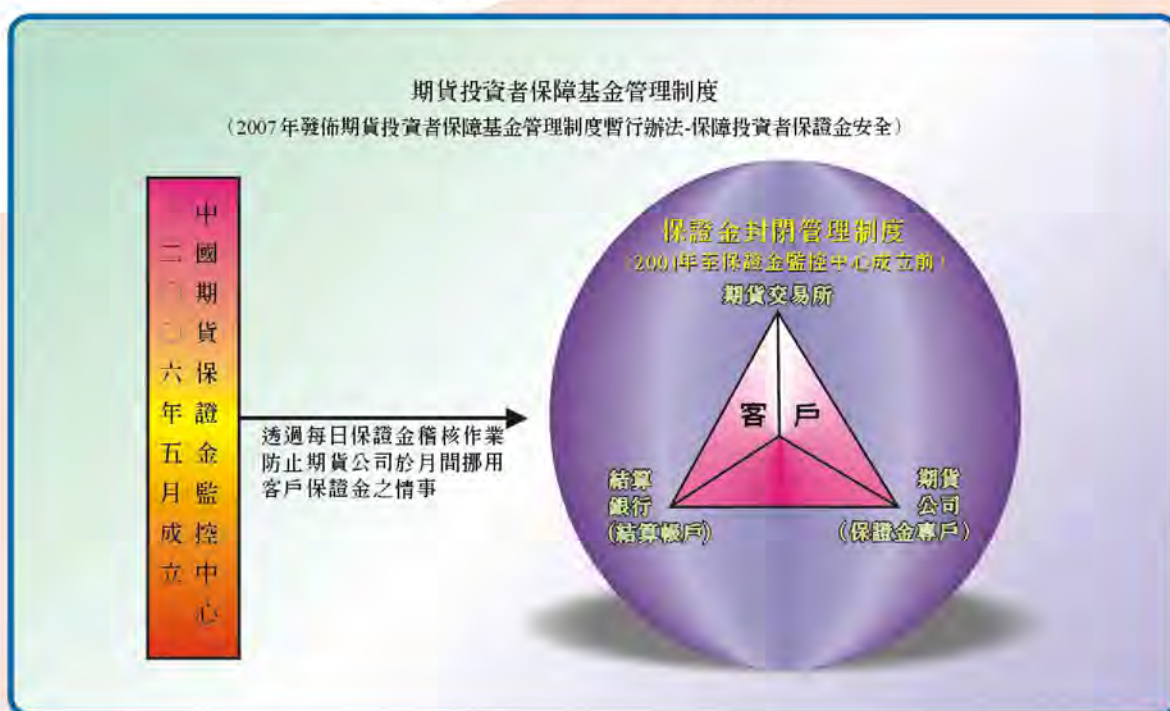 期貨投資者保障基金管理制度
（2007年發佈期貨投資者保障基金管理制度暫行辦法-保障投資者保證金安全）
中國期貨保證金監控中心
二〇〇六年五月成立
透過每日保證金稽核作業
防止期貨公司於月間挪用
客戶保證金之情事
保證金封閉管理制度
（2001年至保證金監控中心成立前）
期貨交易所
客戶
結算
銀行
（結算帳戶）
期貨
公司
（保證金專戶）